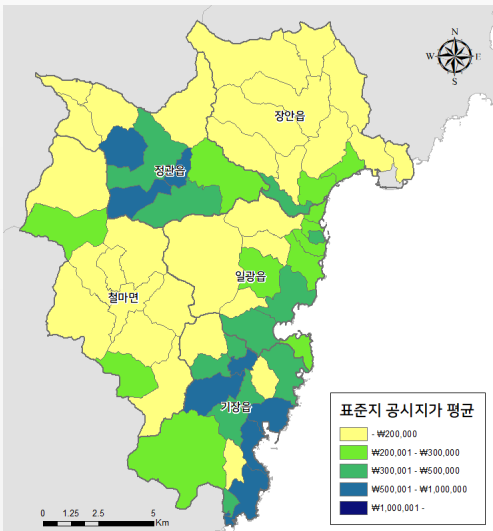 N
W E
S
장안읍
정관읍
일광읍
철마면
기장읍
표준지 공시지가 평균
- ₩200,000
₩200,001 - ₩300,000
₩300,001 - ₩500,000
₩500,001 - ₩1,000,000
₩1,000,001 -
0 1.25 2.5 5
Km